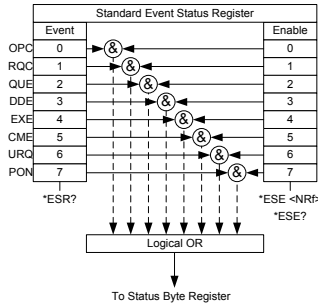 Standard Event Status Register
Event Enable
OPC 0 & 0
RQC 1 & 1
QUE 2 & 2
DDE 3 & 3
EXE 4 & 4
CME 5 & 5
URQ 6 & 6
PON 7 & 7
*ESR? *ESE <NRf>
*ESE?
Logical OR
To Status Byte Register